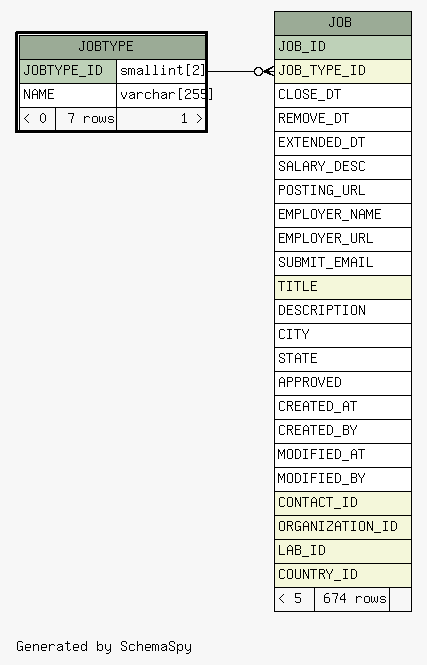 JOBTYPE
JOBTYPE_ID smallint[2]
NAME varchar[255]
< 0 7 rows 1 >
JOB
JOB_ID
JOB_TYPE_ID
CLOSE_DT
REMOVE_DT
EXTENDED_DT
SALARY_DESC
POSTING_URL
EMPLOYER_NAME
EMPLOYER_URL
SUBMIT_EMAIL
TITLE
DESCRIPTION
CITY
STATE
APPROVED
CREATED_AT
CREATED_BY
MODIFIED_AT
MODIFIED_BY
CONTACT_ID
ORGANIZATION_ID
LAB_ID
COUNTRY_ID
< 5 674 rows
Generated by SchemaSpy